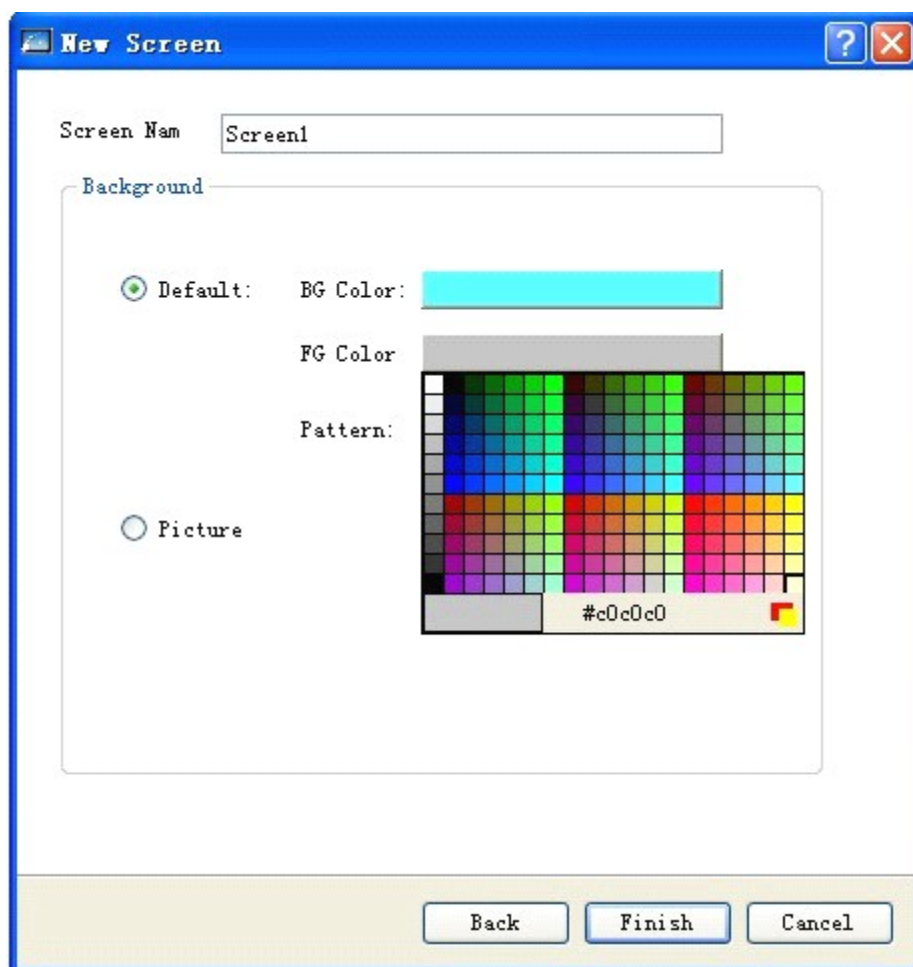 New Screen
Screen Nam
Screen1
Background
Default:
BG Color:
FG Color
Pattern:
Picture
#c0c0c0
Back
Finish
Cancel